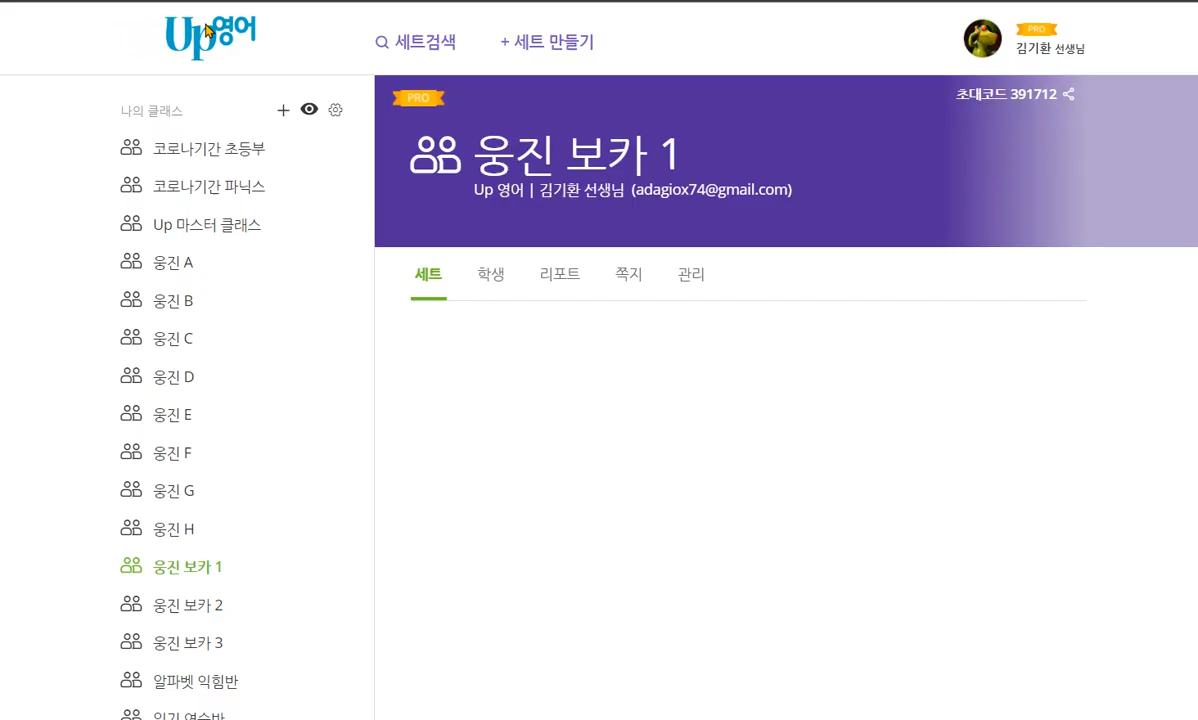 Up영어
세트검색
+ 세트 만들기
PRO
김기환 선생님
나의 클래스
코로나기간 초등부
코로나기간 파닉스
Up 마스터 클래스
웅진 A
웅진 B
웅진 C
웅진 D
웅진 E
웅진 F
웅진 G
웅진 H
웅진 보카 1
웅진 보카 2
웅진 보카 3
알파벳 익힘반
PRO
초대코드 391712
웅진 보카 1
Up 영어 | 김기환 선생님 (adagiox74@gmail.com)
세트
학생
리포트
쪽지
관리